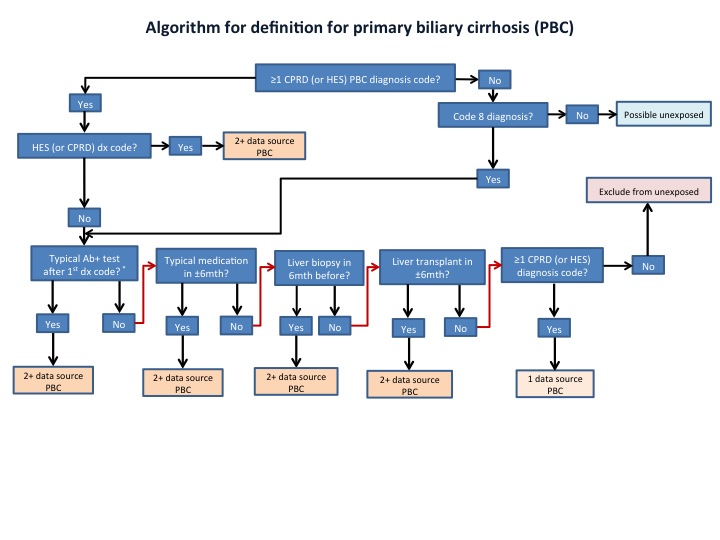 Algorithm for definition for primary biliary cirrhosis (PBC)
≥1 CPRD (or HES) PBC diagnosis code?
No
Yes
Code 8 diagnosis?
No
Possible unexposed
HES (or CPRD) dx code?
Yes
2+ data source
PBC
Yes
Exclude from unexposed
No
Typical Ab+ test
after 1st dx code? *
Typical medication
in ±6mth?
Liver biopsy in
6mth before?
Liver transplant in
±6mth?
≥1 CPRD (or HES)
diagnosis code?
No
Yes
No
Yes
No
Yes
No
Yes
No
Yes
2+ data source
PBC
2+ data source
PBC
2+ data source
PBC
2+ data source
PBC
1 data source
PBC